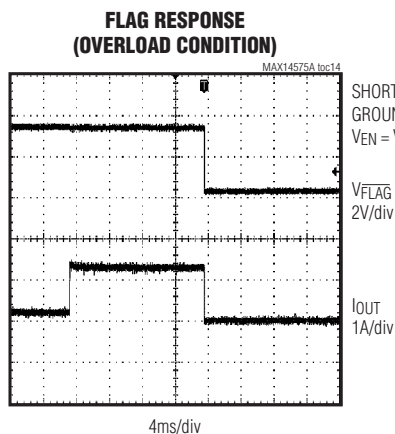 FLAG RESPONSE
(OVERLOAD CONDITION)
MAX14575A toc14
SHORT
GROUN
VEN =
VFLAG
2V/div
IOUT
1A/div
4ms/div